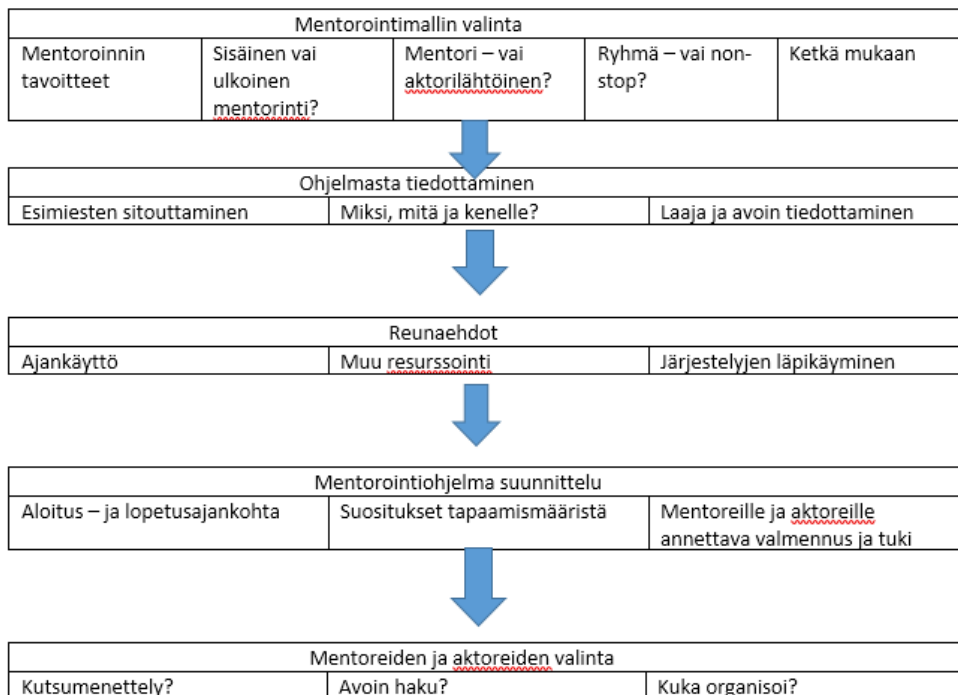 Mentorointimallin valinta
Mentoroinnin tavoitteet
Sisäinen vai ulkoinen mentorinti?
Mentori – vai aktorilähtöinen?
Ryhmä – vai non-stop?
Ketkä mukaan
Ohjelmasta tiedottaminen
Esimiesten sitouttaminen
Miksi, mitä ja kenelle?
Laaja ja avoin tiedottaminen
Reunaehdot
Ajankäyttö
Muu resurssointi
Järjestelyjen läpikäyminen
Mentorointiohjelma suunnittelu
Aloitus – ja lopetusajankohta
Suositukset tapaamismääristä
Mentoreille ja aktoreille annettava valmennus ja tuki
Mentoreiden ja aktoreiden valinta
Kutsumenettely?
Avoin haku?
Kuka organisoi?